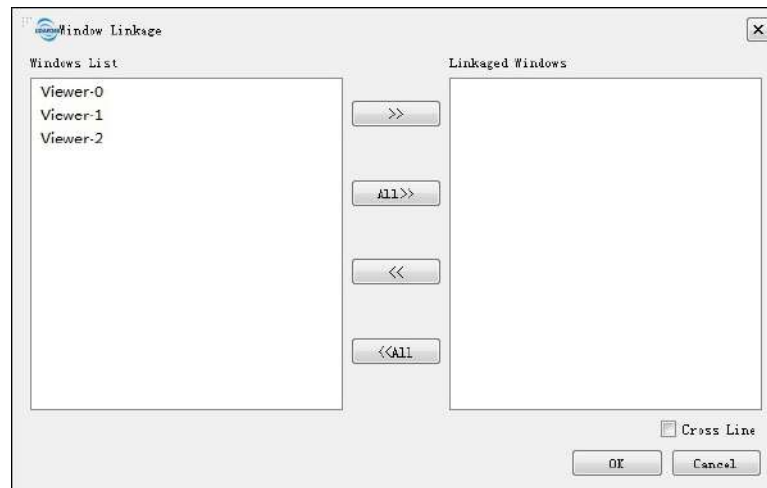 Window Linkage
Windows List
Linkaged Windows
Viewer-0
Viewer-1
Viewer-2
>>
All>>
<<
<<All
Cross Line
OK
Cancel